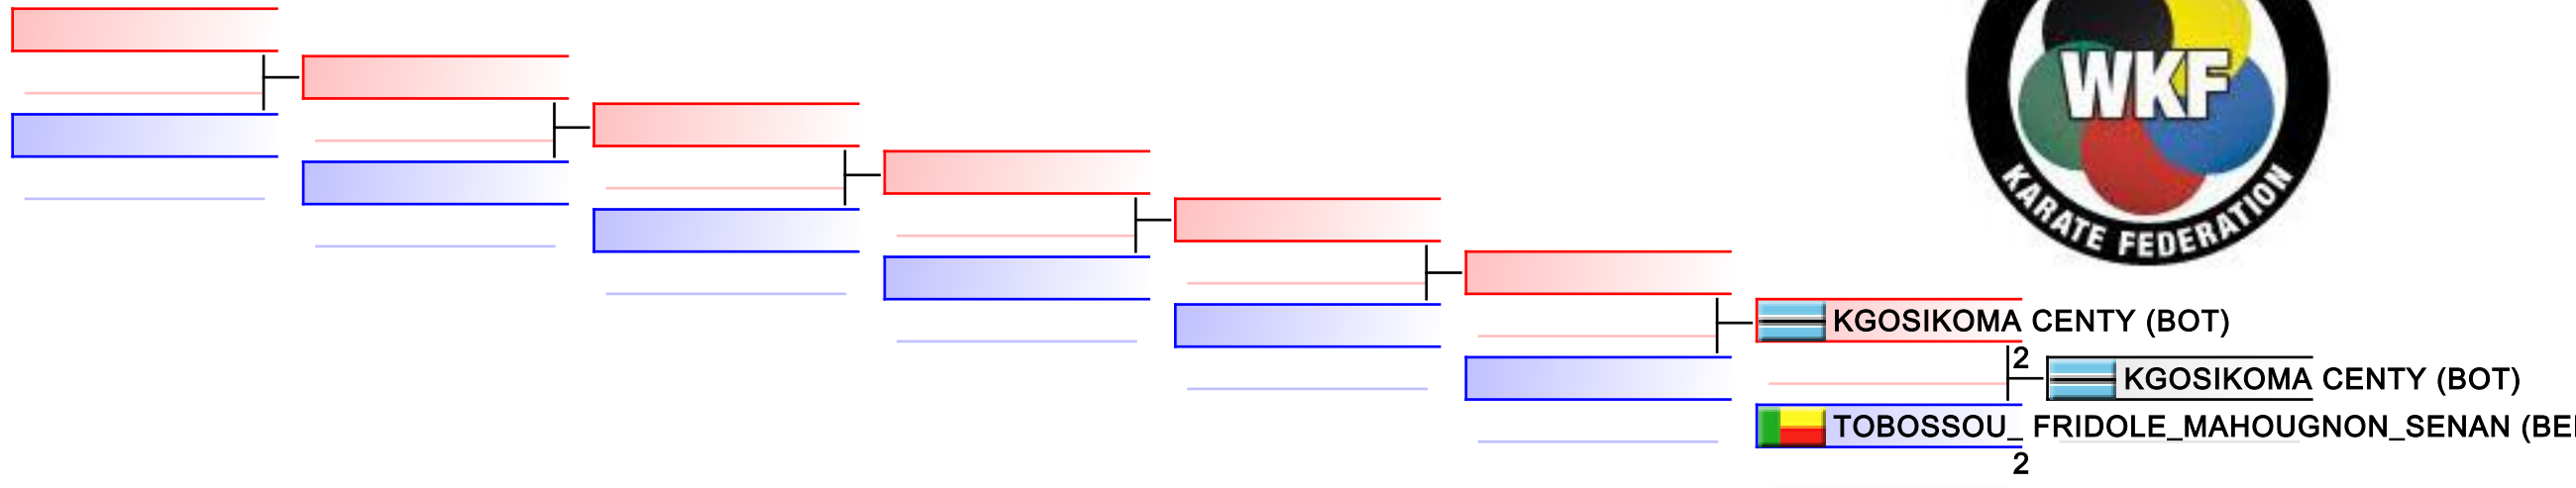 WKF
KARATE FEDERATION
KGOSIKOMA CENTY (BOT)
2
KGOSIKOMA CENTY (BOT)
TOBOSSOU_ FRIDOLE_MAHOUGNON_SENAN
2